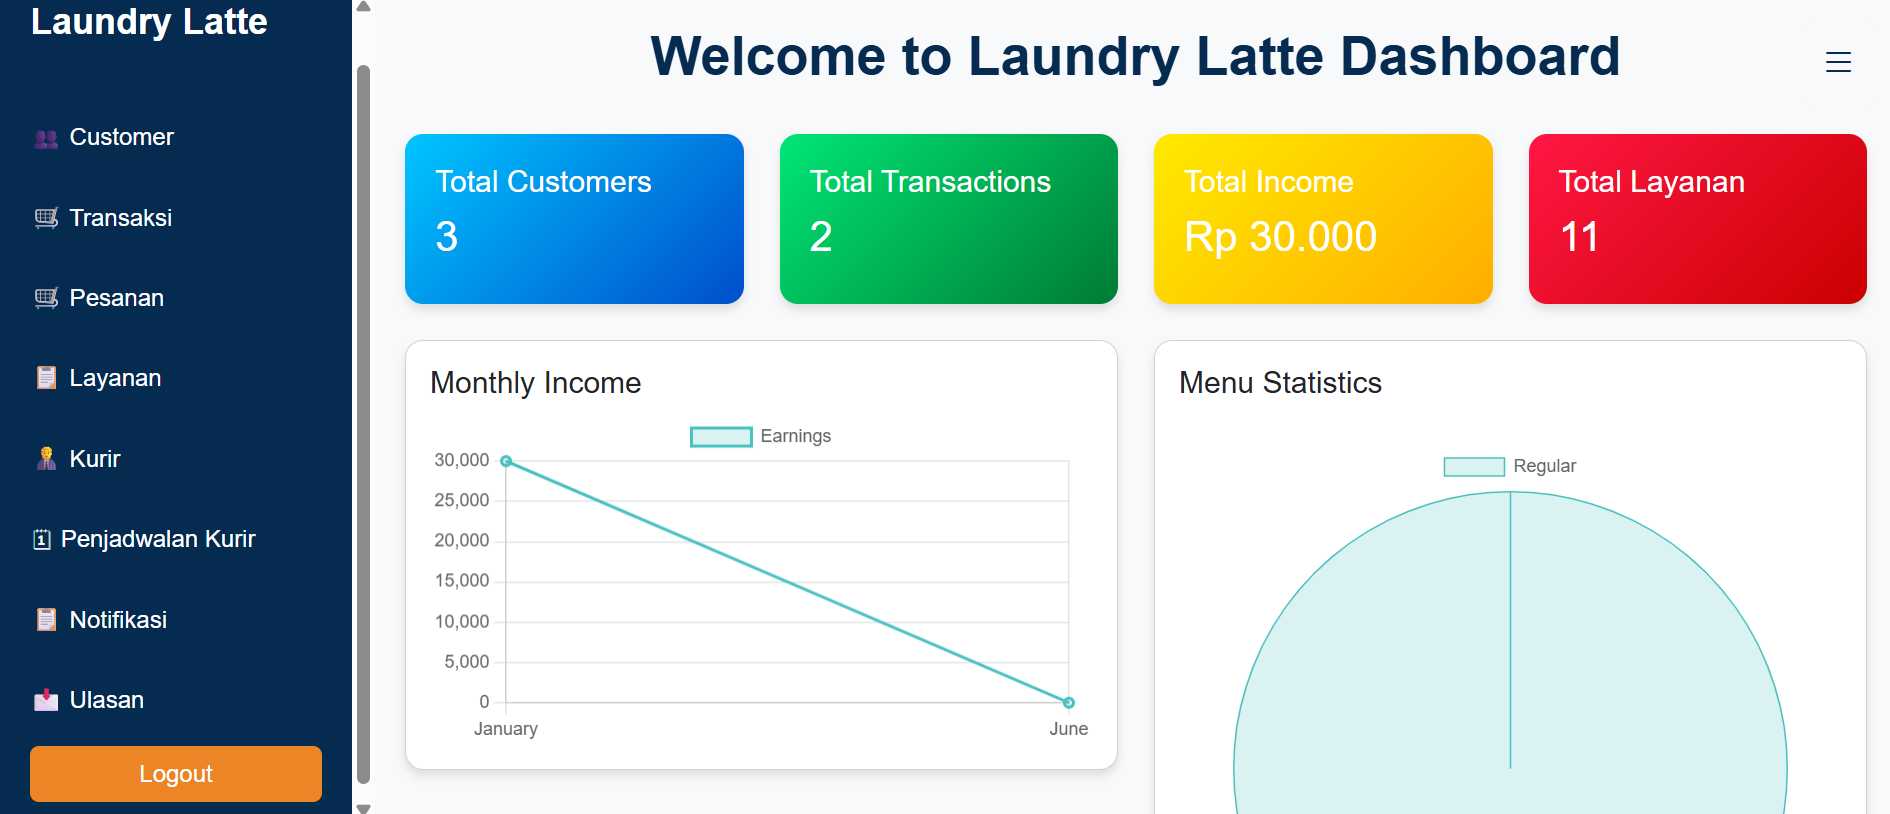 Laundry Latte
Customer
Transaksi
Pesanan
Layanan
Kurir
1 Penjadwalan Kurir
Notifikasi
Ulasan
Logout
Welcome to Laundry Latte Dashboard
Total Customers
3
Total Transactions
2
Total Income
Rp 30.000
Total Layanan
11
Monthly Income
Earnings
30,000
25,000
20,000
15,000
10,000
5,000
0
January June
Menu Statistics
Regular